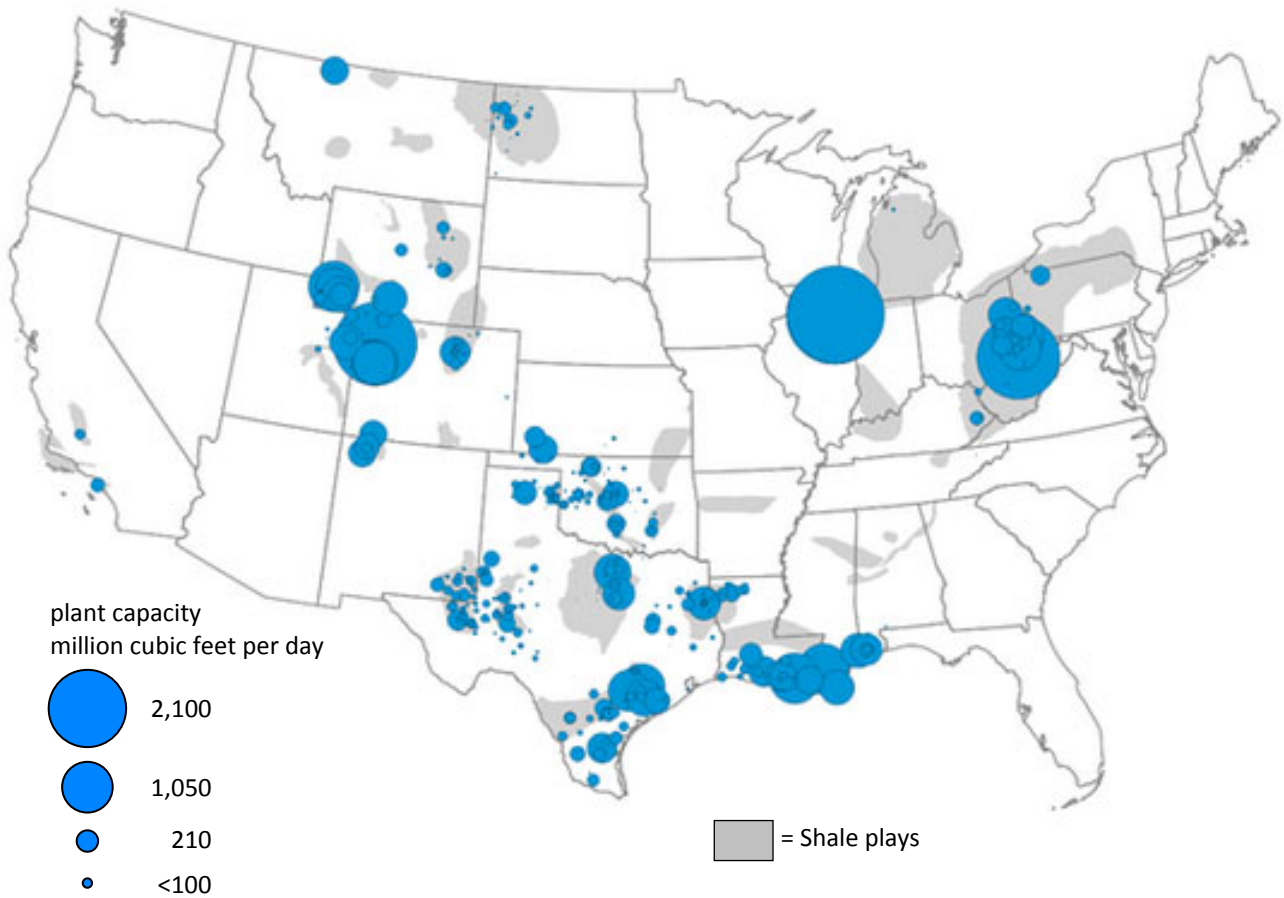 plant capacity
million cubic feet per day
2,100
1,050
210
<100
= Shale plays